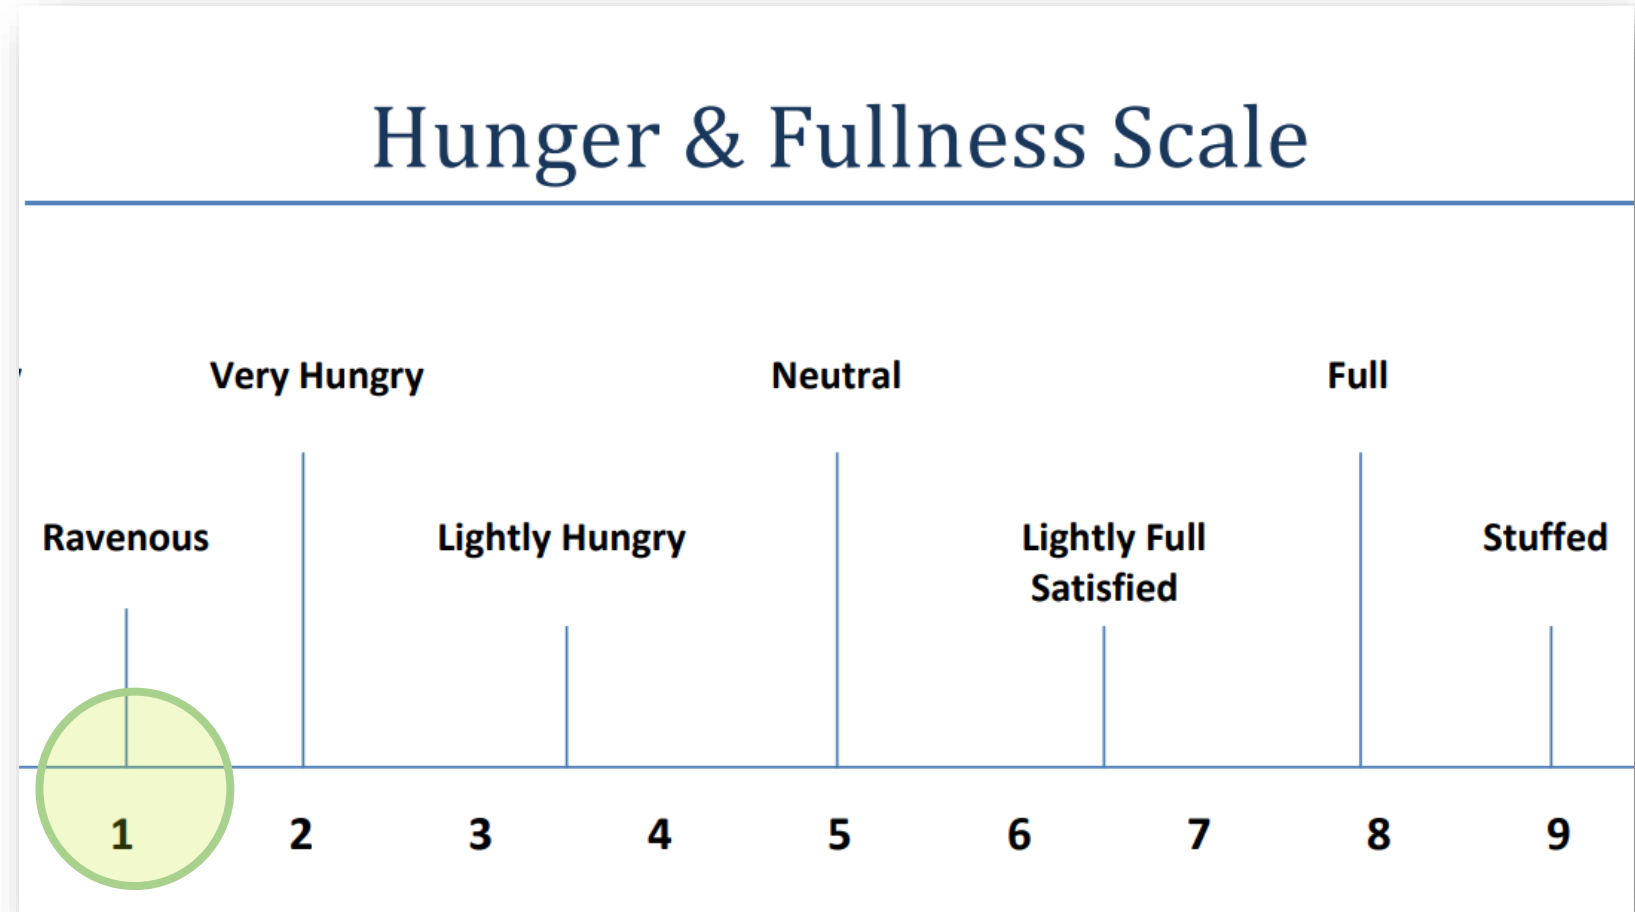 Hunger & Fullness Scale
Very Hungry
Neutral
Full
Ravenous
Lightly Hungry
Lightly Full
Satisfied
Stuffed
1 2 3 4 5 6 7 8 9